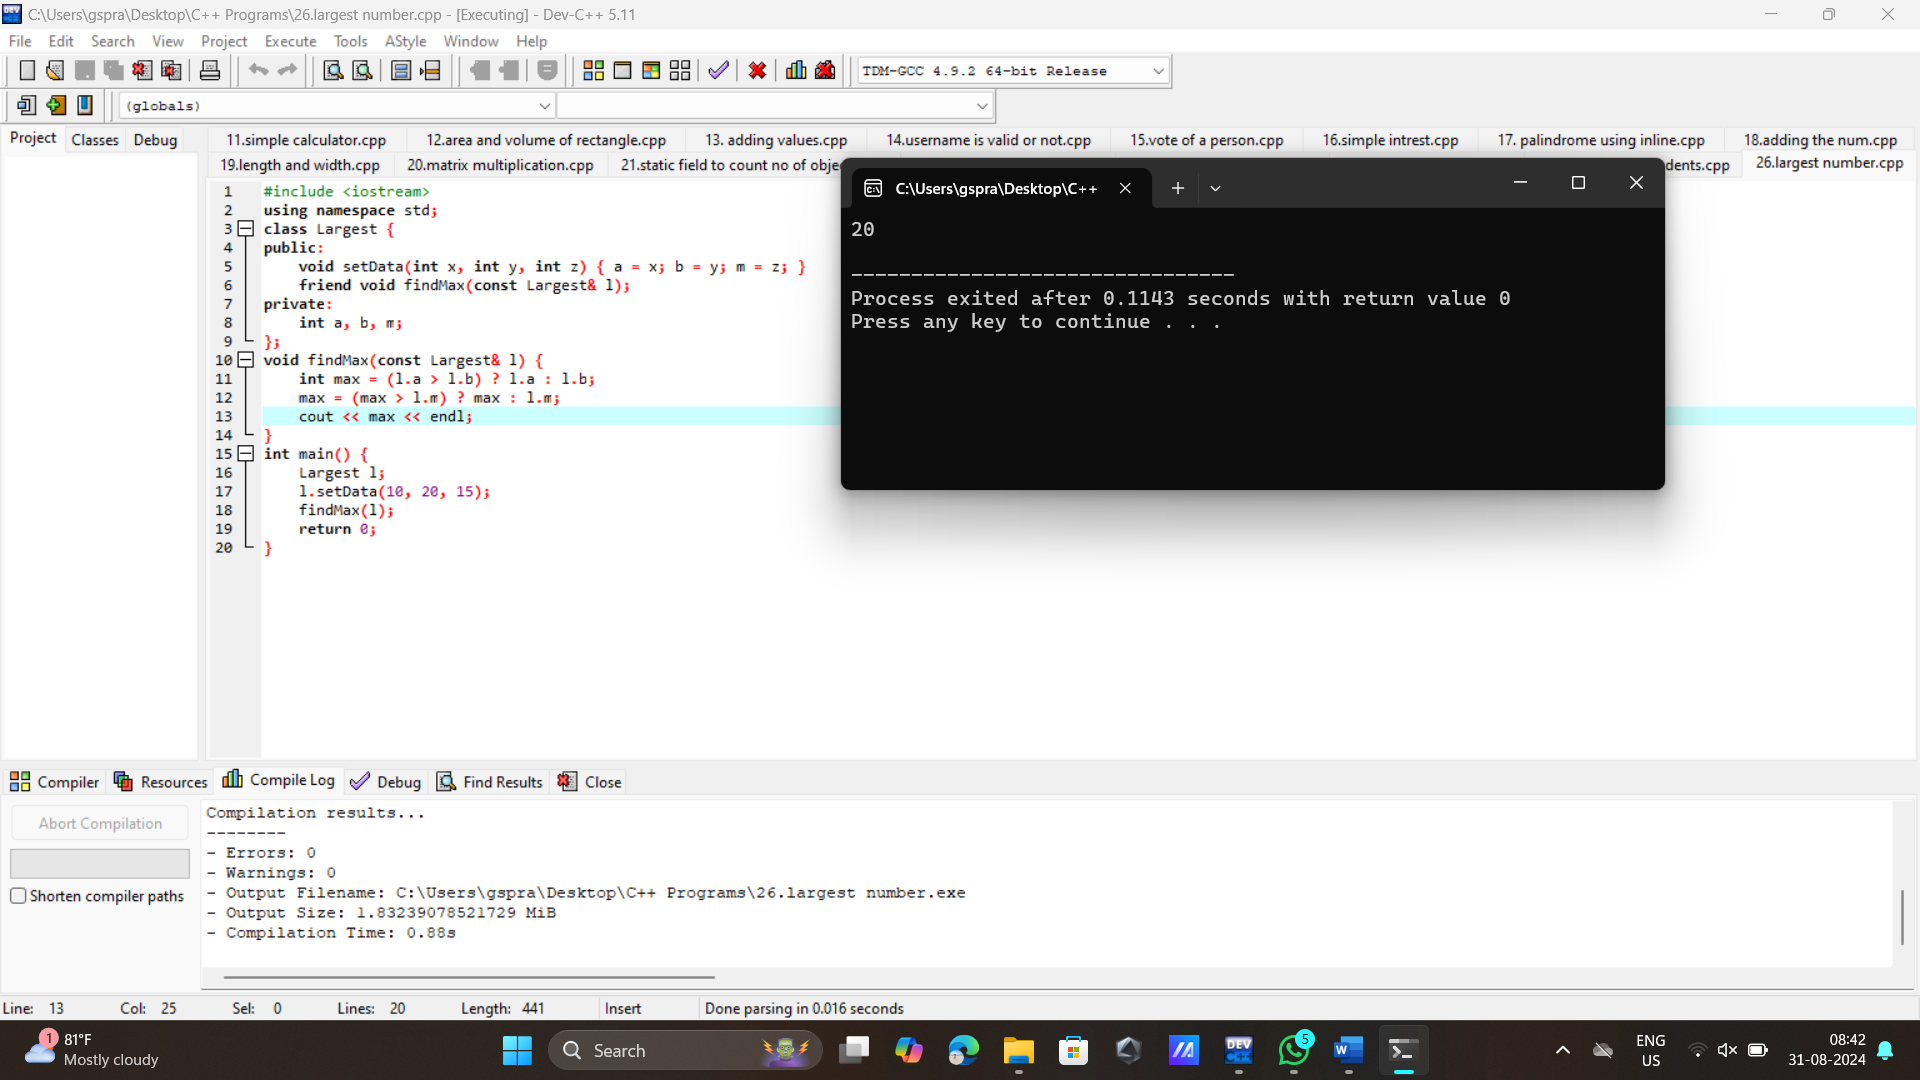 C:\Users\gspra\Desktop\C++ Programs\26.largest number.cpp - [Executing] - Dev-C++ 5.11
File Edit Search View Project Execute Tools AStyle Window Help
TDM-GCC 4.9.2 64-bit Release
(globals)
Project Classes Debug
11.simple calculator.cpp 12.area and volume of rectangle.cpp 13. adding values.cpp 14.username is valid or not.cpp 15.vote of a person.cpp 16.simple intrest.cpp 17. palindrome using inline.cpp 18.adding the num.cpp
19.length and width.cpp 20.matrix multiplication.cpp 21.static field to count no of obje dents.cpp 26.largest number.cpp
1 #include <iostream>
2 using namespace std;
3 class Largest {
4 public:
5 void setData(int x, int y, int z) { a = x; b = y; m = z; }
6 friend void findMax(const Largest& l);
7 private:
8 int a, b, m;
9 };
10 void findMax(const Largest& l) {
11 int max = (l.a > l.b) ? l.a : l.b;
12 max = (max > l.m) ? max : l.m;
13 cout << max << endl;
14 }
15 int main() {
16 Largest l;
17 l.setData(10, 20, 15);
18 findMax(l);
19 return 0;
20 }
C:\Users\gspra\Desktop\C++
20
--------------------------------
Process exited after 0.1143 seconds with return value 0
Press any key to continue . . .
Compiler Resources Compile Log Debug Find Results Close
Abort Compilation
Shorten compiler paths
Compilation results...
--------
- Errors: 0
- Warnings: 0
- Output Filename: C:\Users\gspra\Desktop\C++ Programs\26.largest number.exe
- Output Size: 1.83239078521729 MiB
- Compilation Time: 0.88s
Line: 13 Col: 25 Sel: 0 Lines: 20 Length: 441 Insert Done parsing in 0.016 seconds
1
81°F
Mostly cloudy
Search
DEV
C++
5
W
ENG
US
08:42
31-08-2024